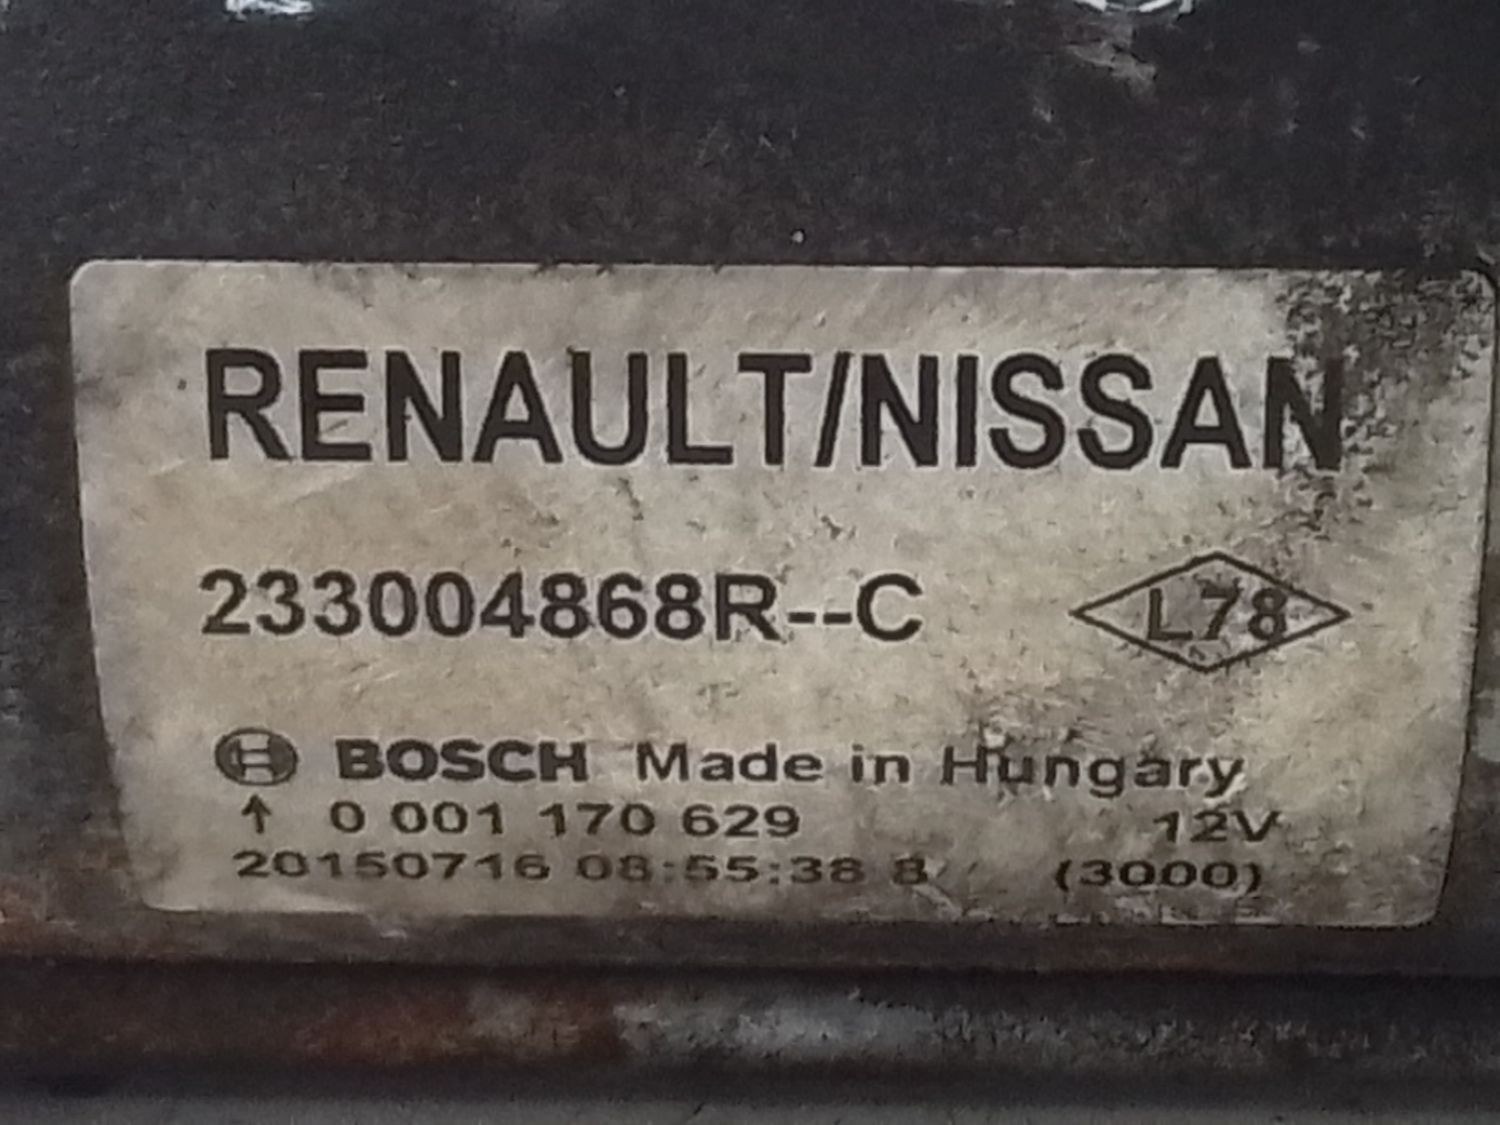 RENAULT/NISSAN
233004868R--C
L78
BOSCH Made in Hungary
↑ 0 001 170 629 12V
20150716 08:55:38 8 (3000)